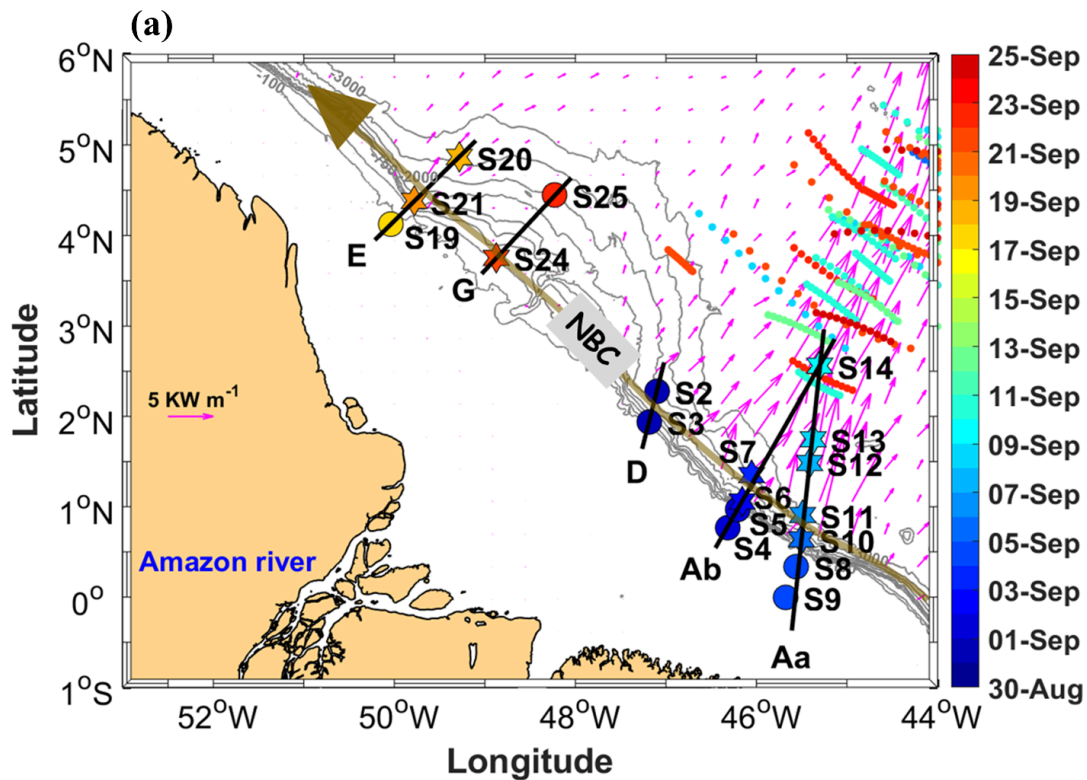 (a)
6°N
5°N
4°N
3°N
2°N
1°N
0°N
1°S
Latitude
52°W
50°W
48°W
46°W
44°W
Longitude
-100
-3000
-2000
S20
S21
S19
E
S25
S24
G
NBC
S2
S3
D
S14
S13
S12
S7
S6
S5
S4
Ab
S11
S10
S8
S9
Aa
5 KW m-1
Amazon river
25-Sep
23-Sep
21-Sep
19-Sep
17-Sep
15-Sep
13-Sep
11-Sep
09-Sep
07-Sep
05-Sep
03-Sep
01-Sep
30-Aug